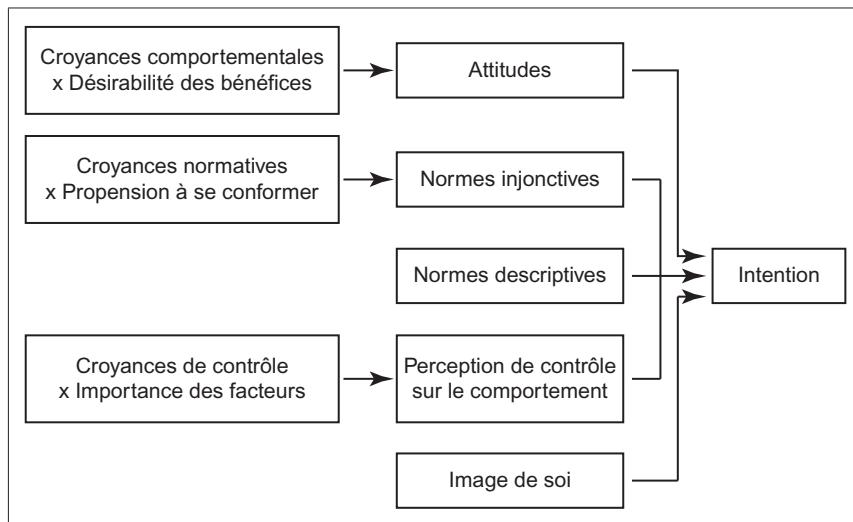 Croyances comportementales
x Désirabilité des bénéfices
Attitudes
Croyances normatives
x Propension à se conformer
Normes injonctives
Normes descriptives
Intention
Croyances de contrôle
x Importance des facteurs
Perception de contrôle
sur le comportement
Image de soi